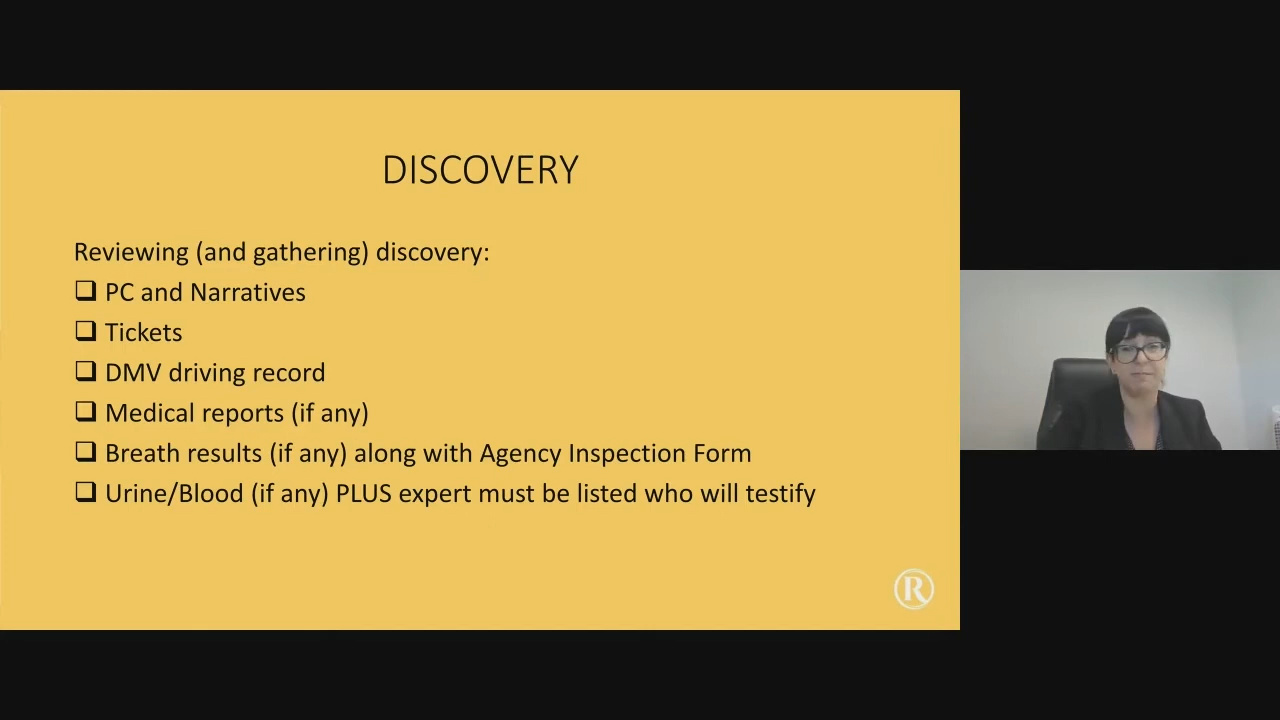 DISCOVERY
Reviewing (and gathering) discovery:
❑ PC and Narratives
❑ Tickets
❑ DMV driving record
❑ Medical reports (if any)
❑ Breath results (if any) along with Agency Inspection Form
❑ Urine/Blood (if any) PLUS expert must be listed who will testify
R